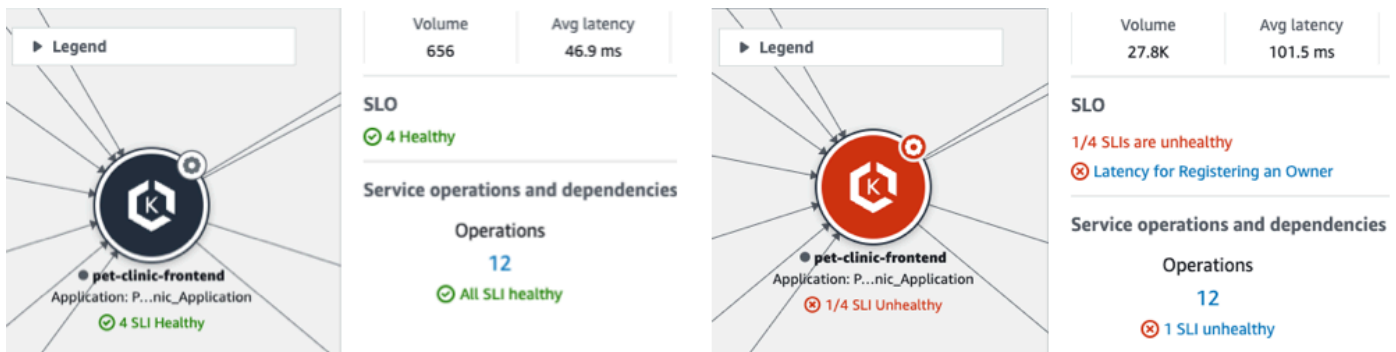 Legend
K
pet-clinic-frontend
Application: P...nic_Application
4 SLI Healthy
Volume Avg latency
656 46.9 ms
SLO
4 Healthy
Service operations and dependencies
Operations
12
All SLI healthy
Legend
K
pet-clinic-frontend
Application: P...nic_Application
1/4 SLI Unhealthy
Volume Avg latency
27.8K 101.5 ms
SLO
1/4 SLIs are unhealthy
Latency for Registering an Owner
Service operations and dependencies
Operations
12
1 SLI unhealthy